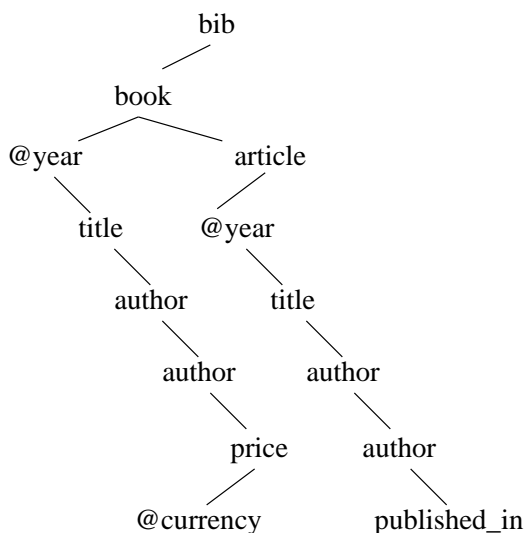 bib
book
@year article
title @year
author title
author author
price author
@currency published_in